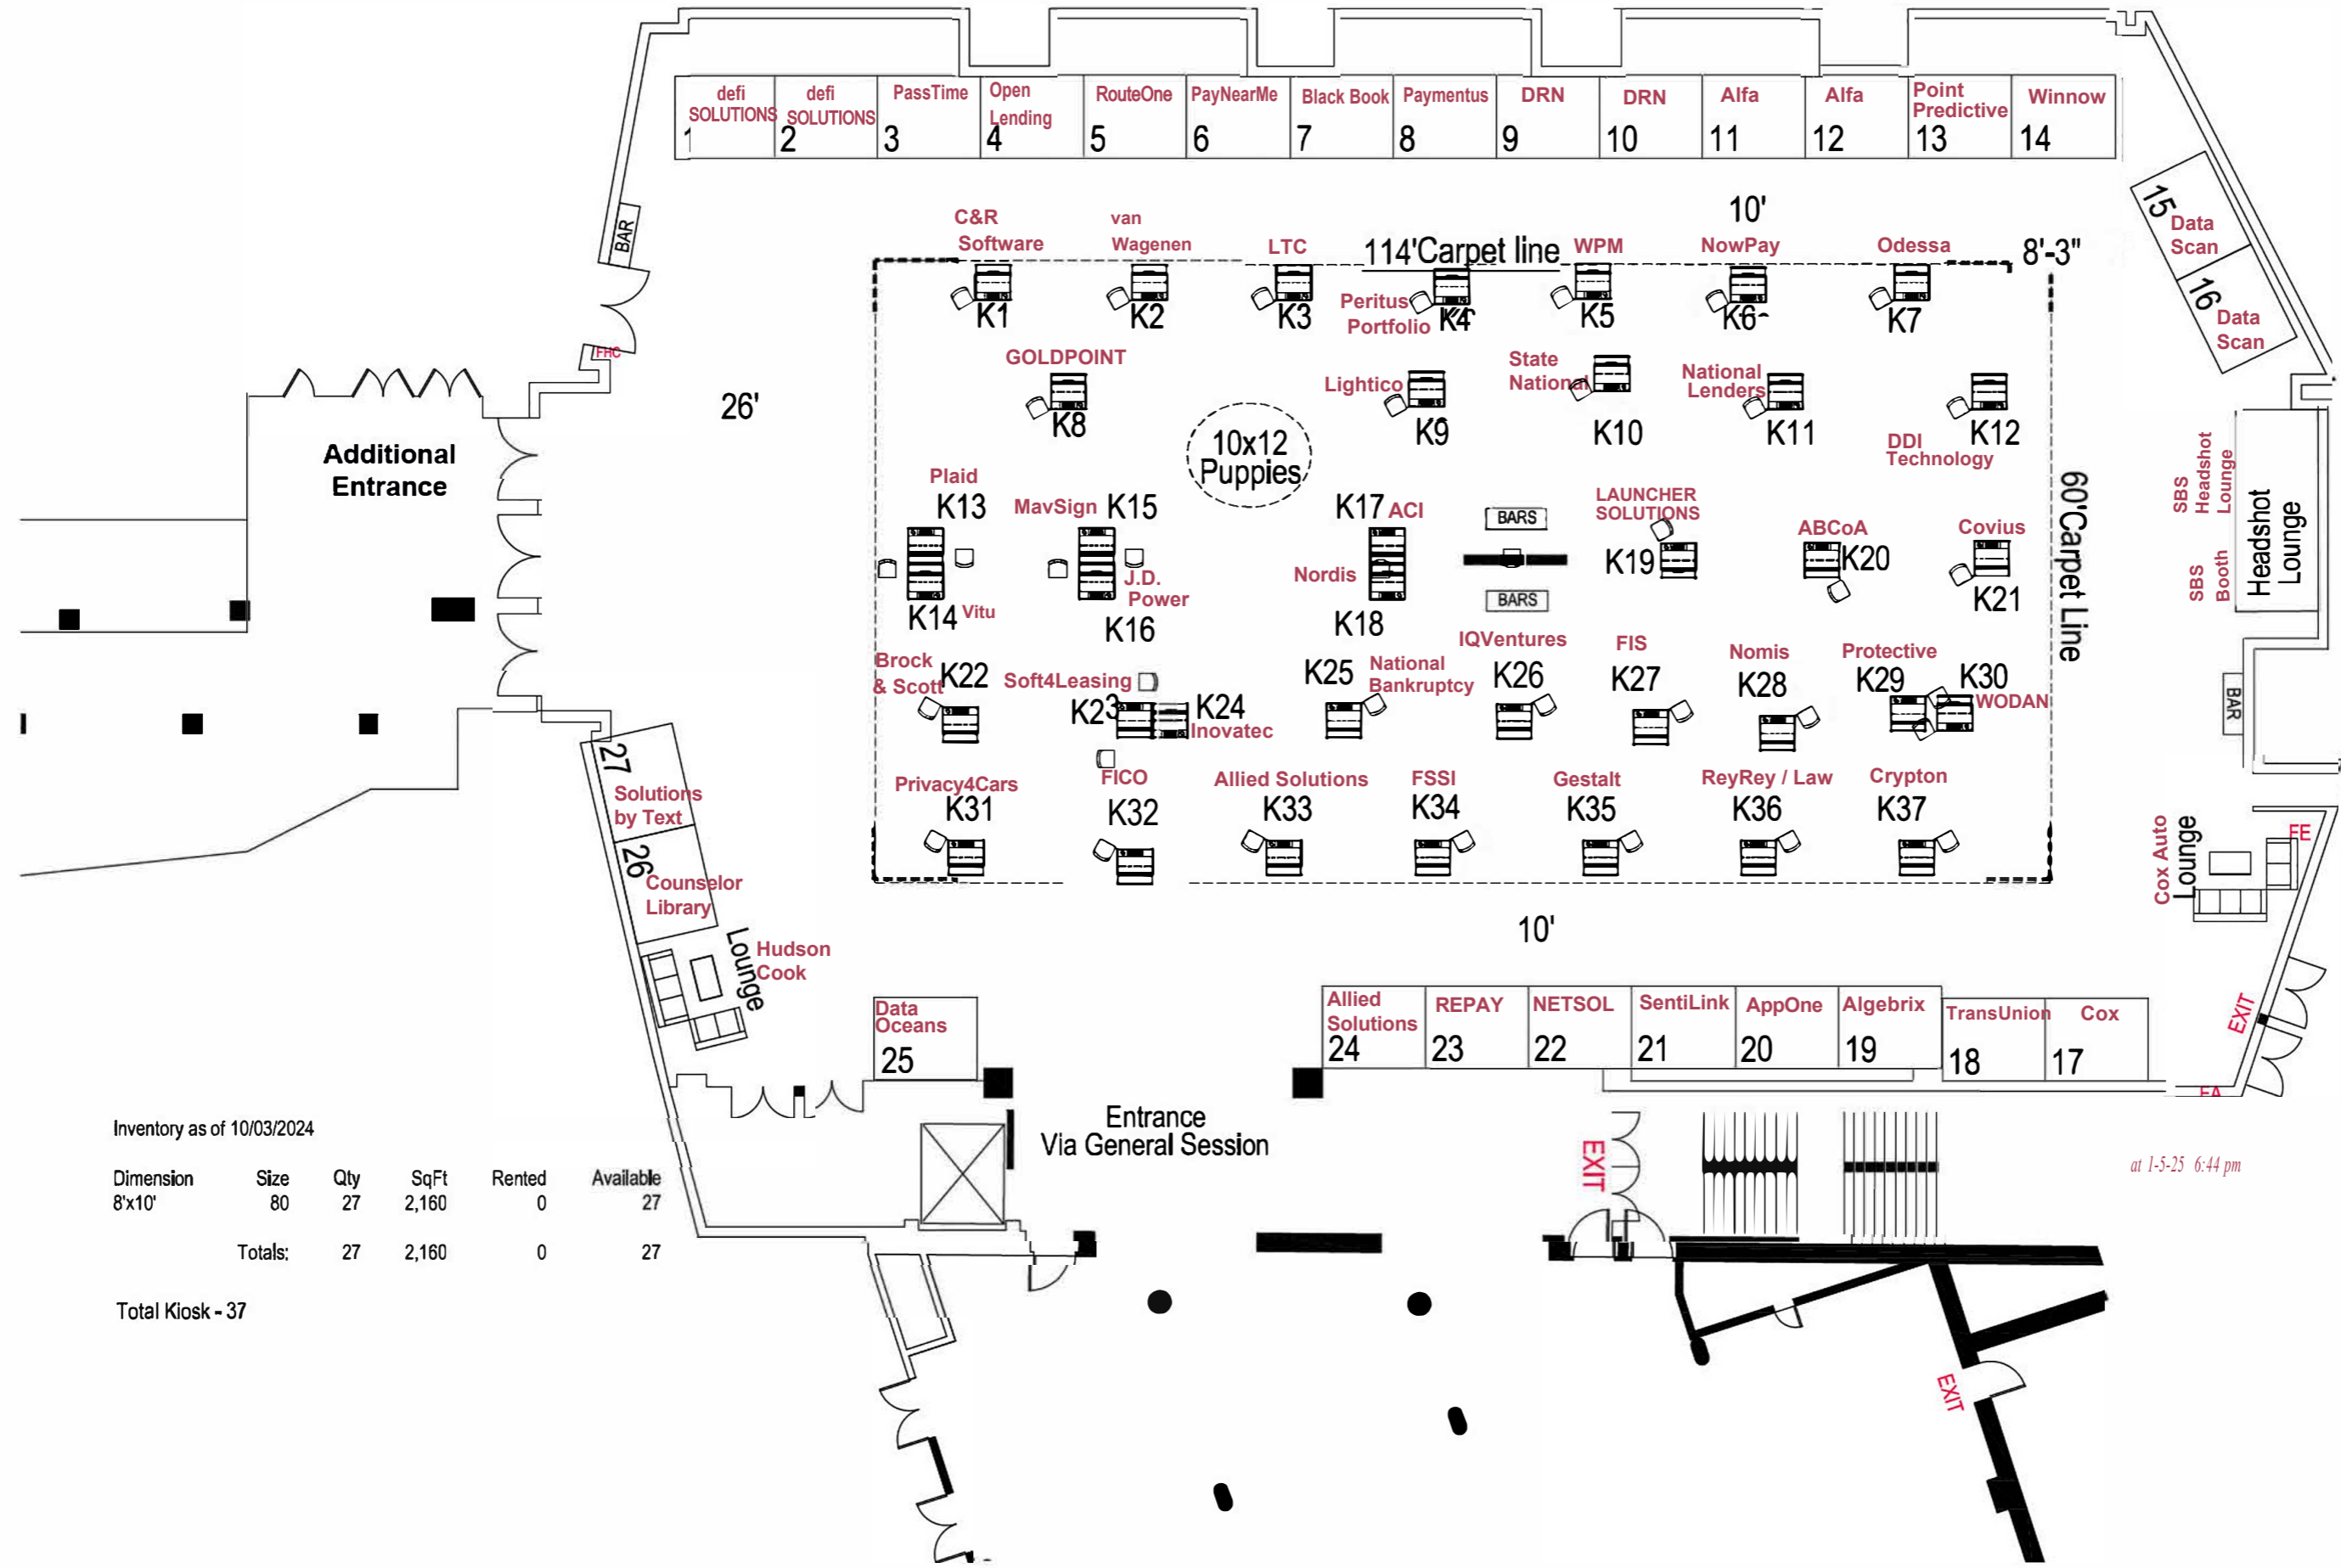 defi
SOLUTIONS
1
defi
SOLUTIONS
2
PassTime
3
Open
Lending
4
RouteOne
5
PayNearMe
6
Black Book
7
Paymentus
8
DRN
9
DRN
10
Alfa
11
Alfa
12
Point
Predictive
13
Winnow
14
15
Data
Scan
16
Data
Scan
BAR
FHC
10'
8'-3"
114'Carpet line
C&R
Software
K1
van
Wagenen
K2
LTC
K3
Peritus
Portfolio
K4
WPM
K5
NowPay
K6
Odessa
K7
26'
GOLDPOINT
K8
10x12
Puppies
Lightico
K9
State
National
K10
National
Lenders
K11
K12
DDI
Technology
Additional
Entrance
Plaid
K13
K14
Vitu
MavSign
K15
J.D.
Power
K16
K17
ACI
Nordis
K18
BARS
BARS
LAUNCHER
SOLUTIONS
K19
ABCoA
K20
Covius
K21
60'Carpet Line
SBS
Headshot
Lounge
SBS
Booth
Headshot
Lounge
BAR
Brock
& Scott
K22
Soft4Leasing
K23
K24
Inovatec
K25
National
Bankruptcy
IQVentures
K26
FIS
K27
Nomis
K28
Protective
K29
K30
WODAN
Privacy4Cars
K31
FICO
K32
Allied Solutions
K33
FSSI
K34
Gestalt
K35
ReyRey / Law
K36
Crypton
K37
27
Solutions
by Text
26
Counselor
Library
Lounge
Hudson
Cook
Cox Auto
Lounge
FE
10'
EXIT
Data
Oceans
25
Allied
Solutions
24
REPAY
23
NETSOL
22
SentiLink
21
AppOne
20
Algebrix
19
TransUnion
18
Cox
17
EA
Entrance
Via General Session
EXIT
EXIT
at 1-5-25 6:44 pm
Inventory as of 10/03/2024
Dimension Size Qty SqFt Rented Available
8'x10' 80 27 2,160 0 27
Totals: 27 2,160 0 27
Total Kiosk - 37